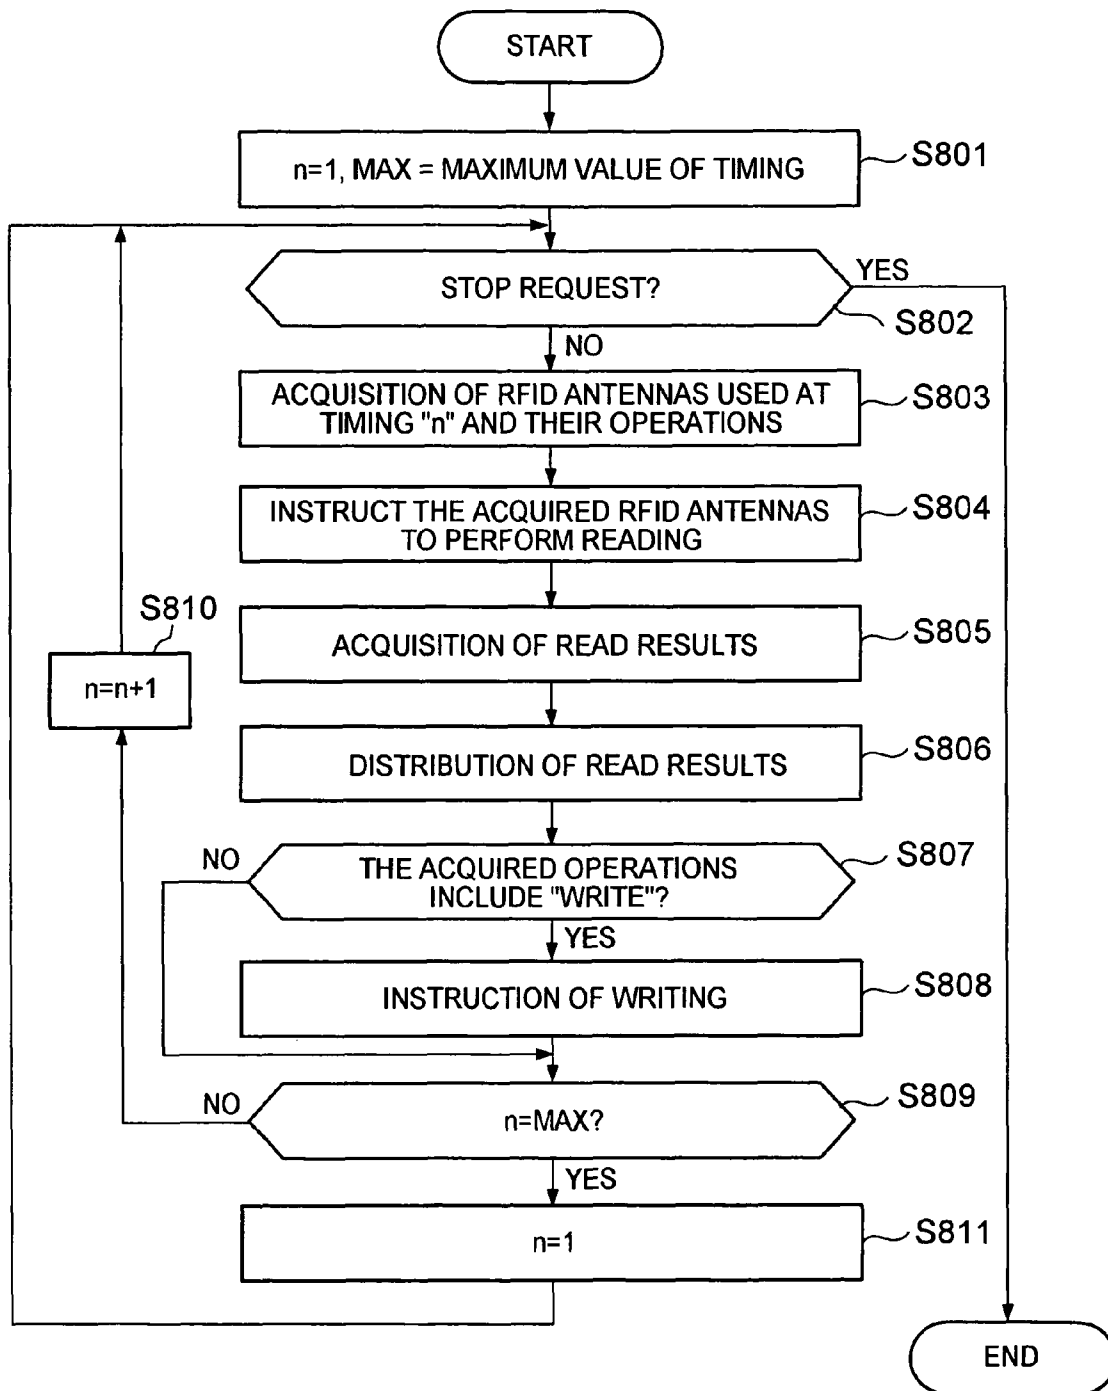 START
n=1, MAX = MAXIMUM VALUE OF TIMING
S801
STOP REQUEST?
YES
S802
NO
ACQUISITION OF RFID ANTENNAS USED AT
TIMING "n" AND THEIR OPERATIONS
S803
INSTRUCT THE ACQUIRED RFID ANTENNAS
TO PERFORM READING
S804
S810
n=n+1
ACQUISITION OF READ RESULTS
S805
DISTRIBUTION OF READ RESULTS
S806
NO
THE ACQUIRED OPERATIONS
INCLUDE "WRITE"?
S807
YES
INSTRUCTION OF WRITING
S808
NO
n=MAX?
S809
YES
n=1
S811
END